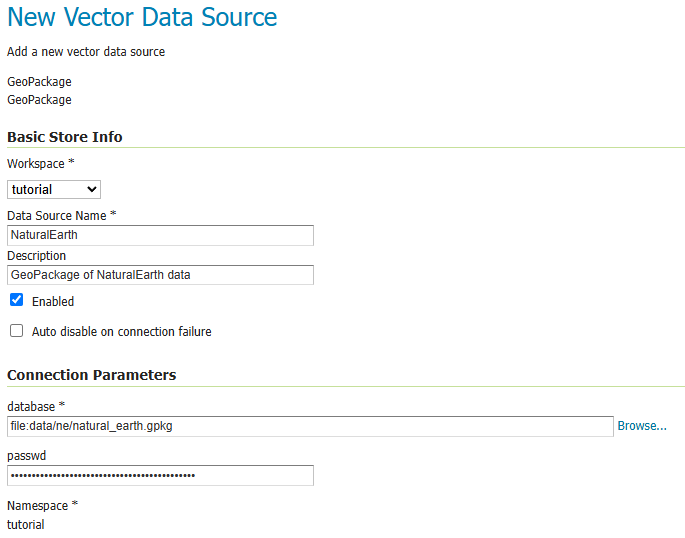 New Vector Data Source
Add a new vector data source
GeoPackage
GeoPackage
Basic Store Info
Workspace *
tutorial
Data Source Name *
NaturalEarth
Description
GeoPackage of NaturalEarth data
Enabled
Auto disable on connection failure
Connection Parameters
database *
file:data/ne/natural_earth.gpkg Browse...
passwd
••••••••••••••••••••••••••••••••••••••••••••
Namespace *
tutorial